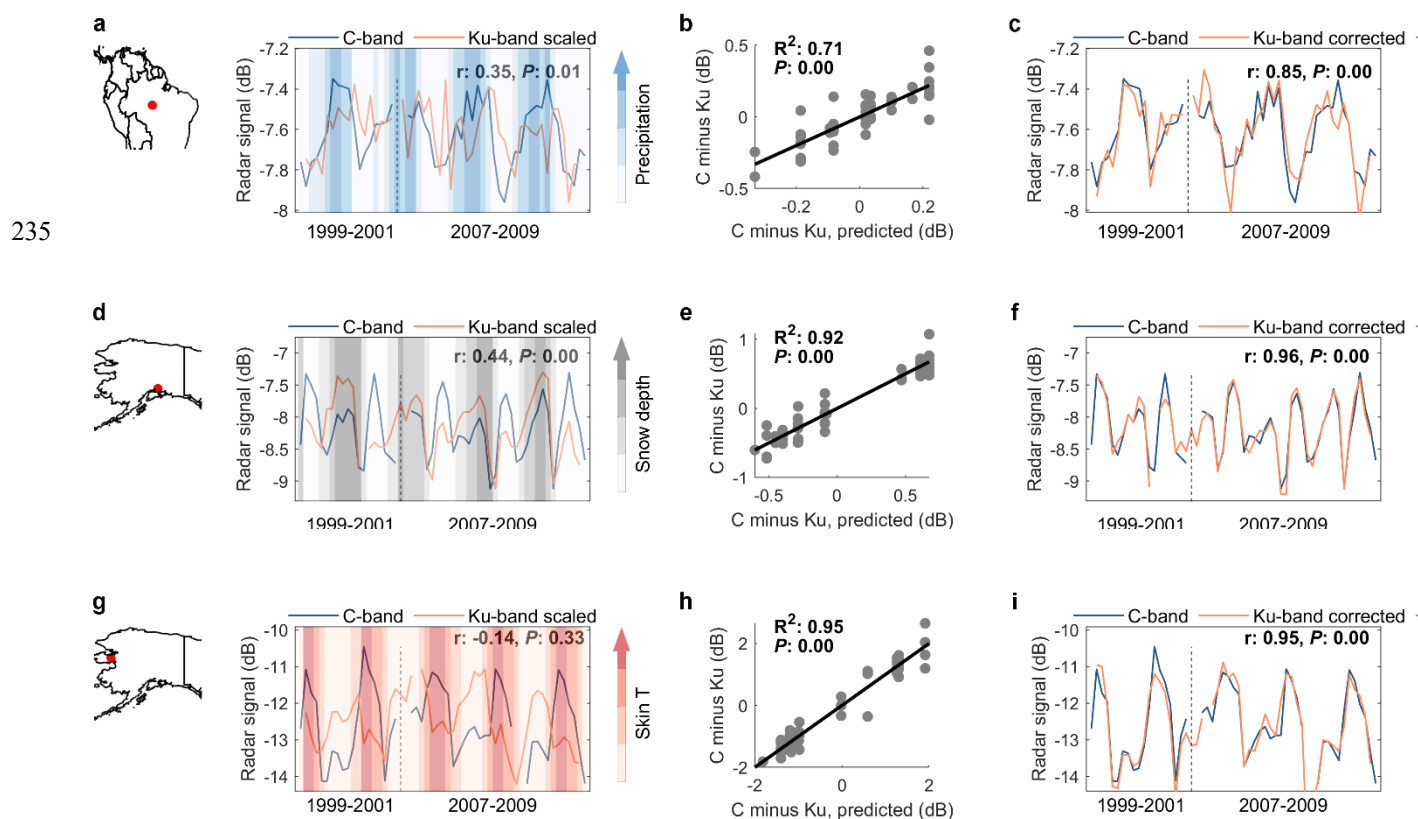 a
C-band Ku-band scaled
r: 0.35, P: 0.01
Radar signal (dB)
-7.2
-7.4
-7.6
-7.8
-8
1999-2001 2007-2009
Precipitation
b
R²: 0.71
P: 0.00
C minus Ku (dB)
0.5
0
-0.5
-0.2 0 0.2
C minus Ku, predicted (dB)
c
C-band Ku-band corrected
r: 0.85, P: 0.00
Radar signal (dB)
-7.2
-7.4
-7.6
-7.8
-8
1999-2001 2007-2009
235
d
C-band Ku-band scaled
r: 0.44, P: 0.00
Radar signal (dB)
-7
-7.5
-8
-8.5
-9
1999-2001 2007-2009
Snow depth
e
R²: 0.92
P: 0.00
C minus Ku (dB)
1
0
-1
-0.5 0 0.5
C minus Ku, predicted (dB)
f
C-band Ku-band corrected
r: 0.96, P: 0.00
Radar signal (dB)
-7
-7.5
-8
-8.5
-9
1999-2001 2007-2009
g
C-band Ku-band scaled
r: -0.14, P: 0.33
Radar signal (dB)
-10
-11
-12
-13
-14
1999-2001 2007-2009
Skin T
h
R²: 0.95
P: 0.00
C minus Ku (dB)
2
0
-2
-2 0 2
C minus Ku, predicted (dB)
i
C-band Ku-band corrected
r: 0.95, P: 0.00
Radar signal (dB)
-10
-11
-12
-13
-14
1999-2001 2007-2009